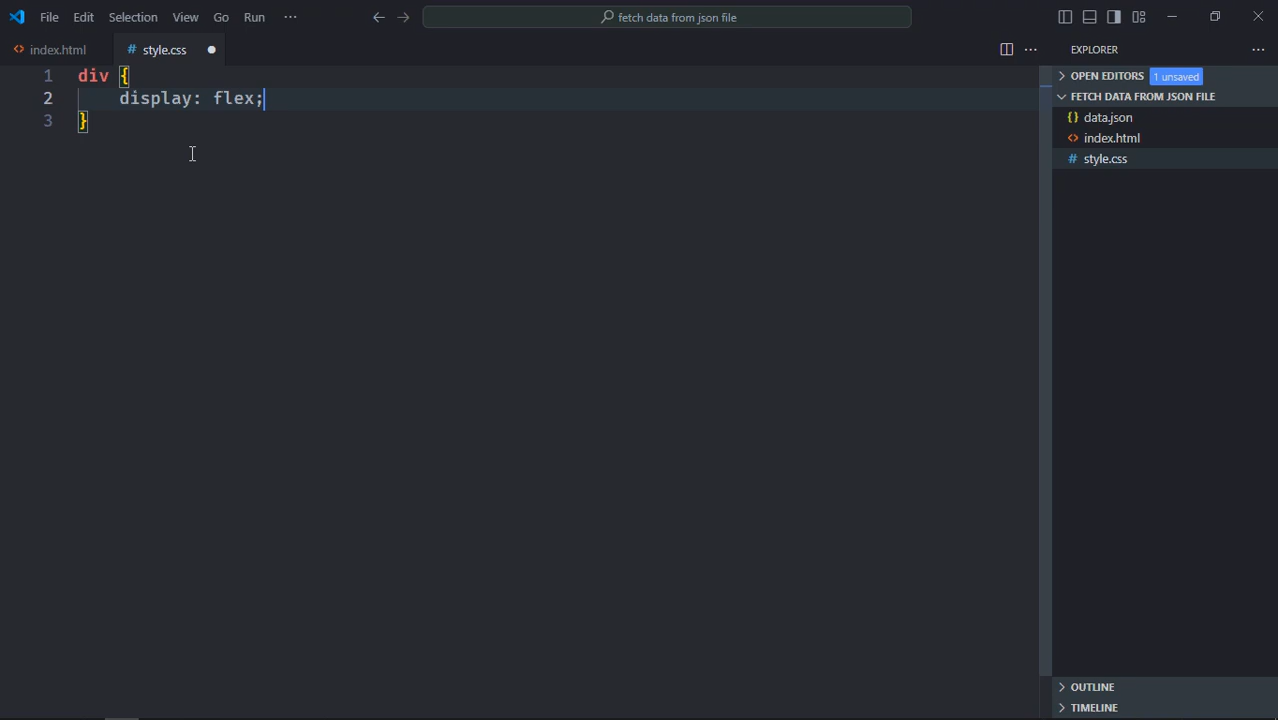 File Edit Selection View Go Run ···
fetch data from json file
index.html
style.css
EXPLORER
1 div {
2 display: flex;
3 }
OPEN EDITORS 1 unsaved
FETCH DATA FROM JSON FILE
{} data.json
<> index.html
# style.css
OUTLINE
TIMELINE